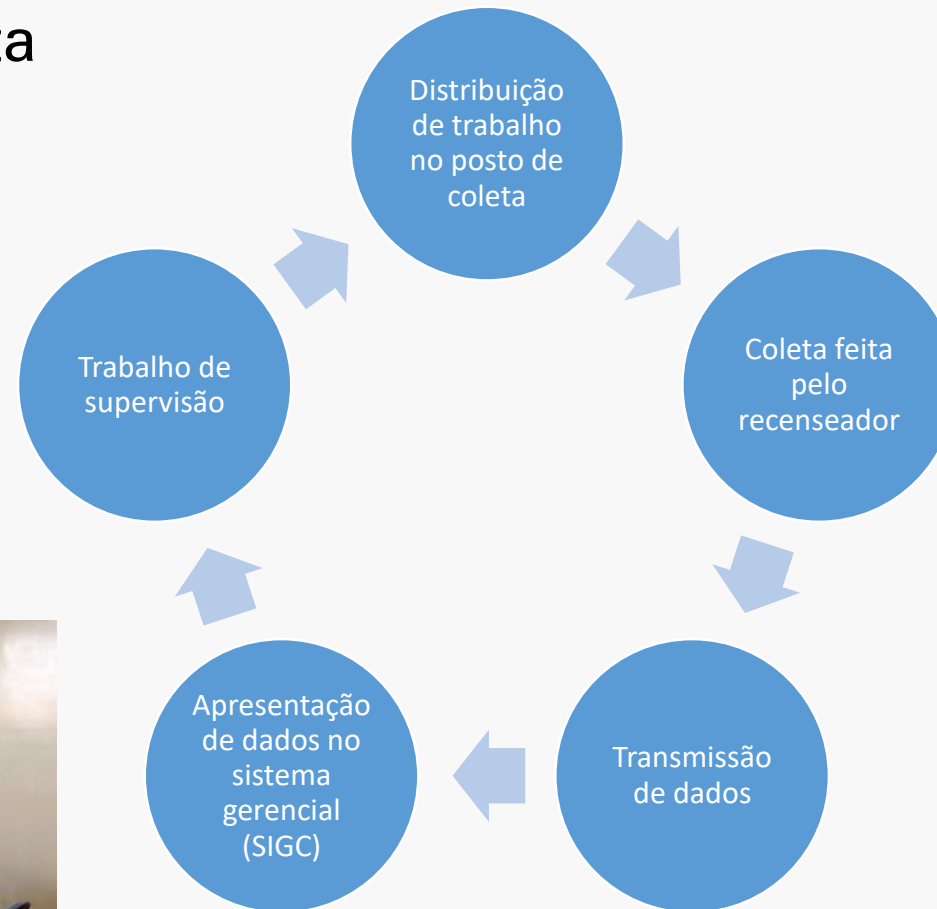 Distribuição
de trabalho
no posto de
coleta
Coleta feita
pelo
recenseador
Transmissão
de dados
Apresentação
de dados no
sistema
gerencial
(SIGC)
Trabalho de
supervisão